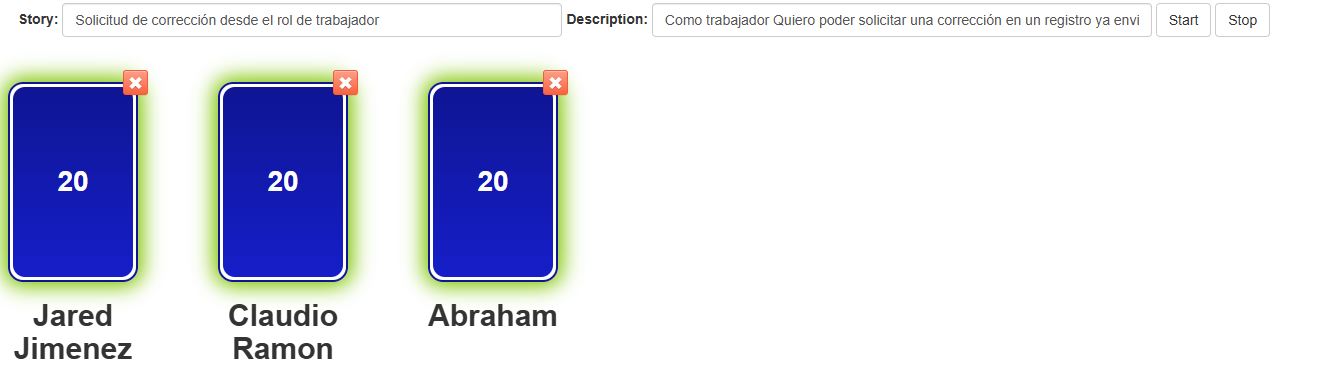 Story: Solicitud de corrección desde el rol de trabajador Description: Como trabajador Quiero poder solicitar una corrección en un registro ya envi Start Stop
20 20 20
Jared Claudio Abraham
Jimenez Ramon